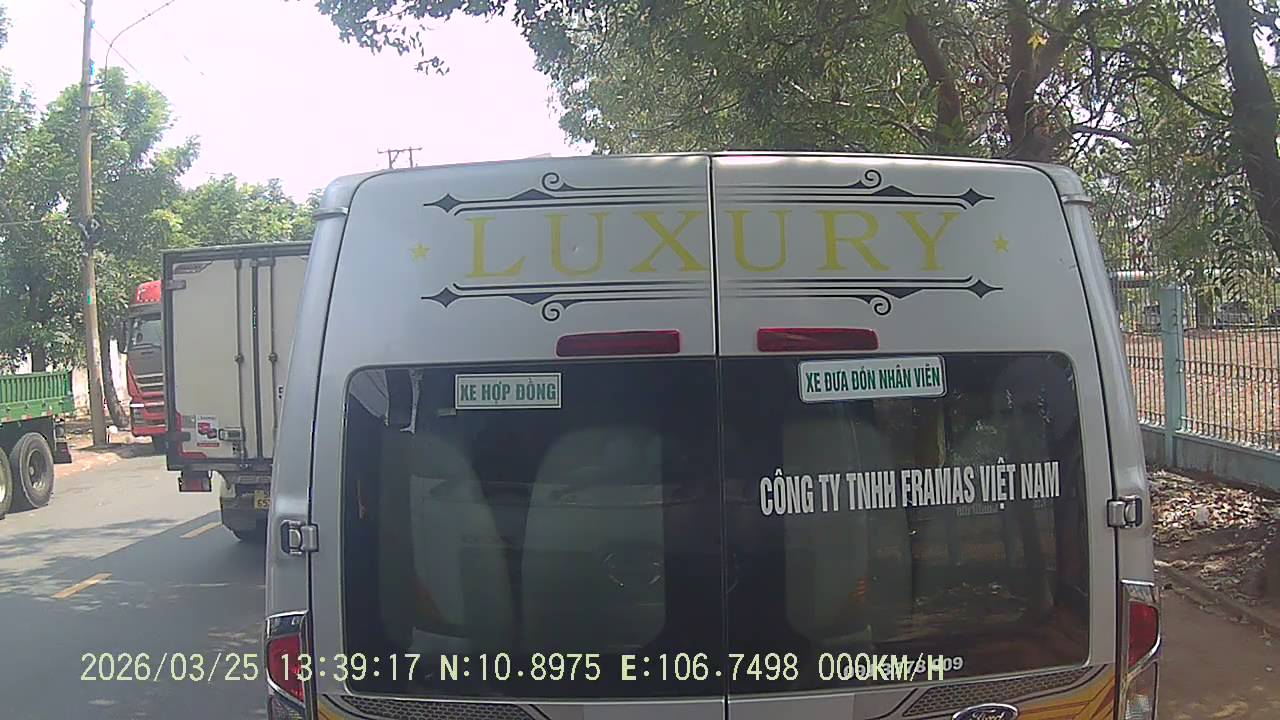 LUXURY
XE HỢP ĐỒNG
XE ĐƯA ĐÓN NHÂN VIÊN
CÔNG TY TNHH FRAMAS VIỆT NAM
2026/03/25 13:39:17 N:10.8975 E:106.7498 000KM/H
Ford